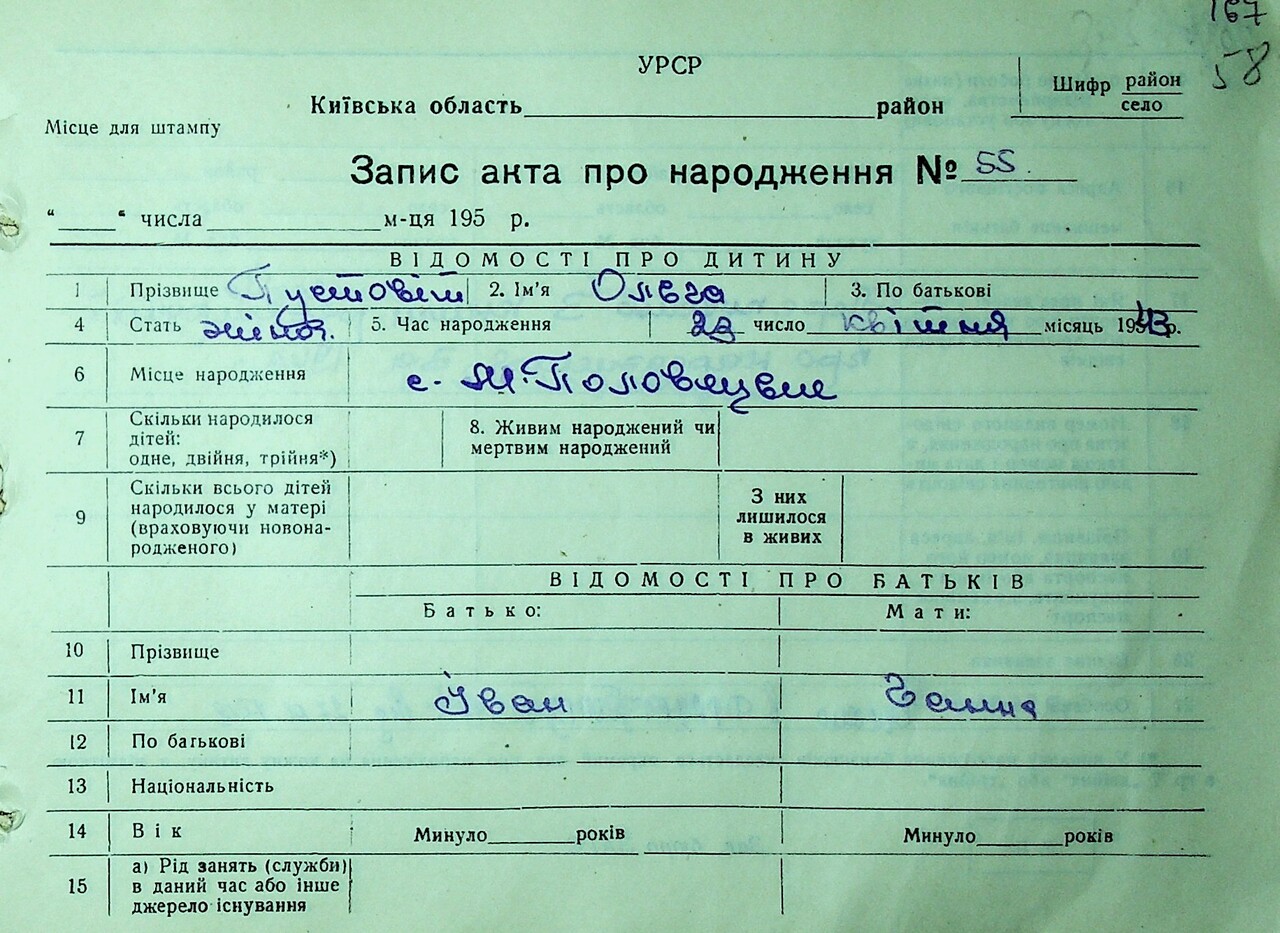 167
58
УРСР
Київська область район
Шифр район
село
Місце для штампу
Запис акта про народження № 55
" " числа м-ця 195 р.
ВІДОМОСТІ ПРО ДИТИНУ
1 Прізвище Пустовіт 2. Ім'я Ольга 3. По батькові
4 Стать жіноч. 5. Час народження 23 число квітня місяць 1943 р.
6 Місце народження с. М. Половецьке
7 Скільки народилося
дітей:
одне, двійня, трійня*)
8. Живим народжений чи
мертвим народжений
9 Скільки всього дітей
народилося у матері
(враховуючи новона-
родженого)
З них
лишилося
в живих
ВІДОМОСТІ ПРО БАТЬКІВ
Батько: Мати:
10 Прізвище
11 Ім'я Іван Ганна
12 По батькові
13 Національність
14 Вік Минуло років Минуло років
15 а) Рід занять (служби)
в даний час або інше
джерело існування